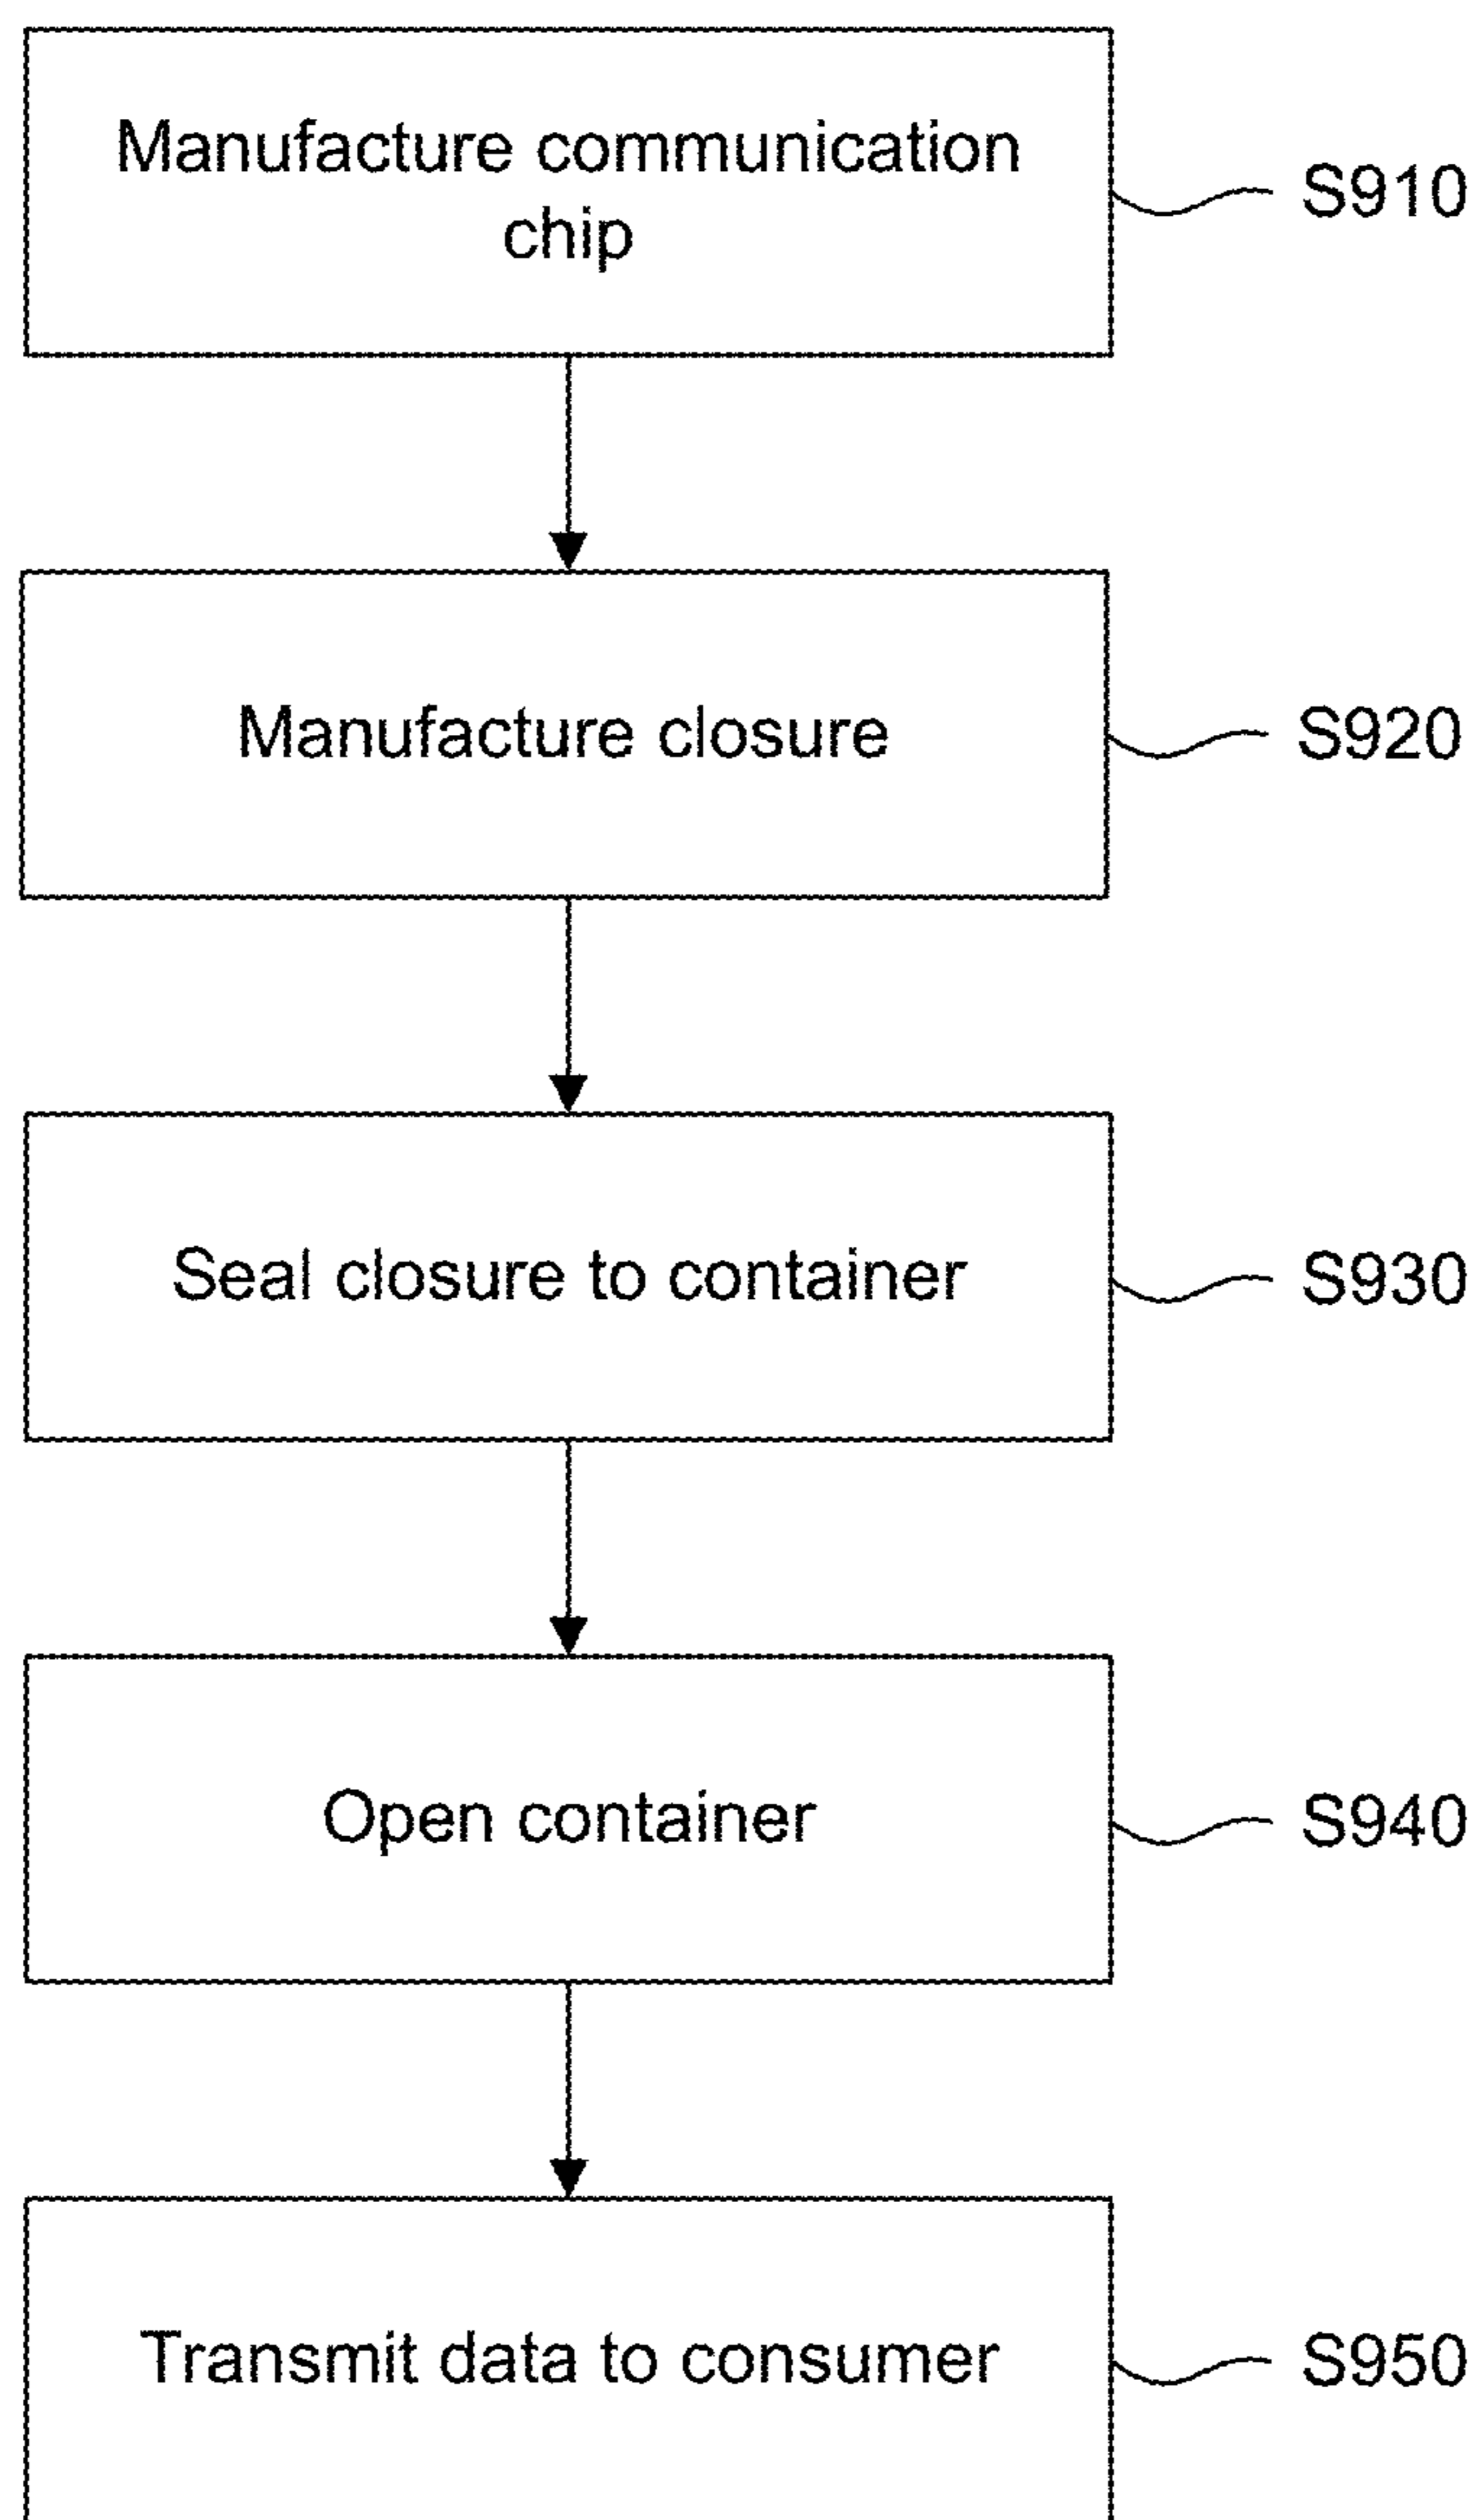 Manufacture communication
chip
S910
Manufacture closure
S920
Seal closure to container
S930
Open container
S940
Transmit data to consumer
S950